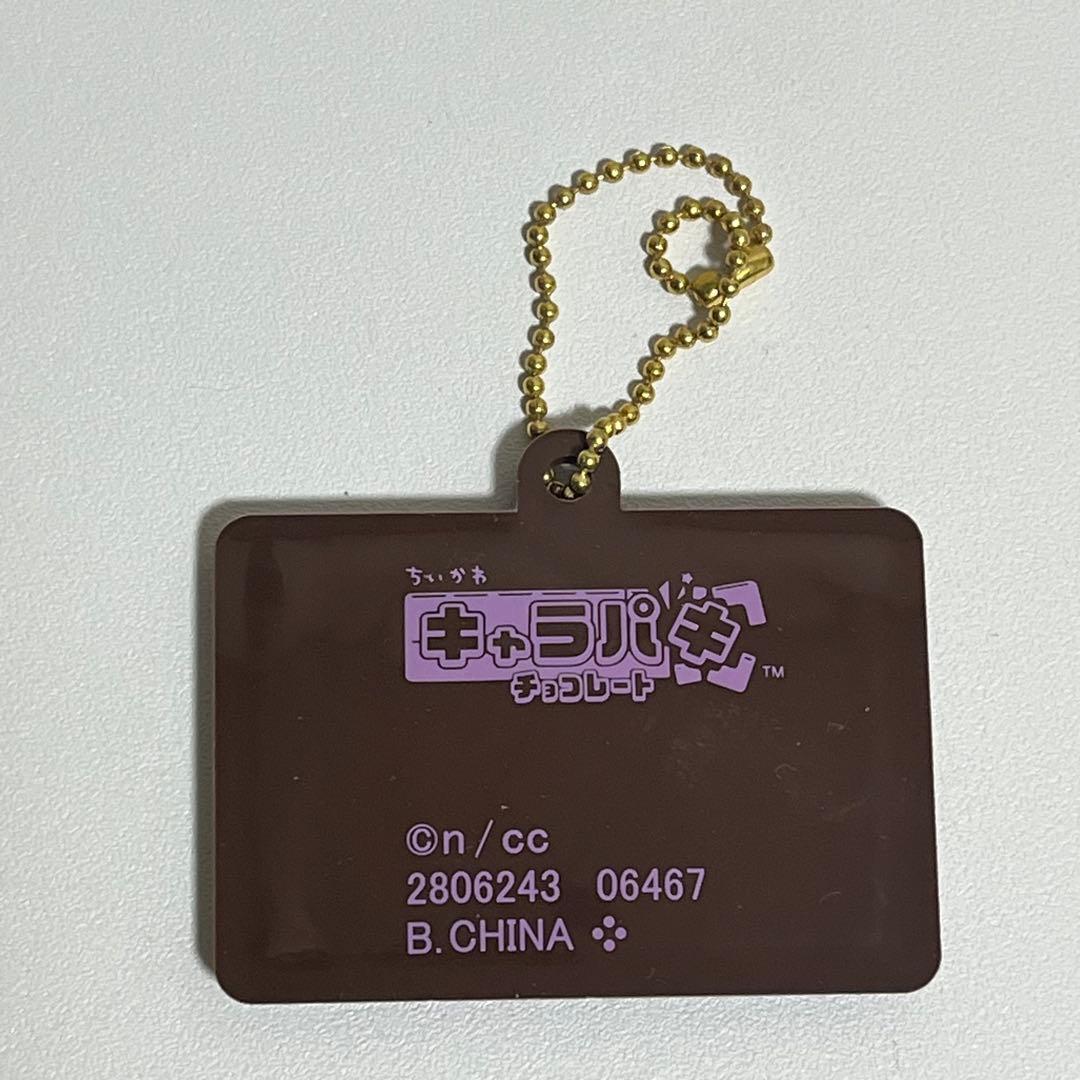 ちいかわ
キャラパキ
チョコレート
TM
©n/cc
2806243 06467
B.CHINA